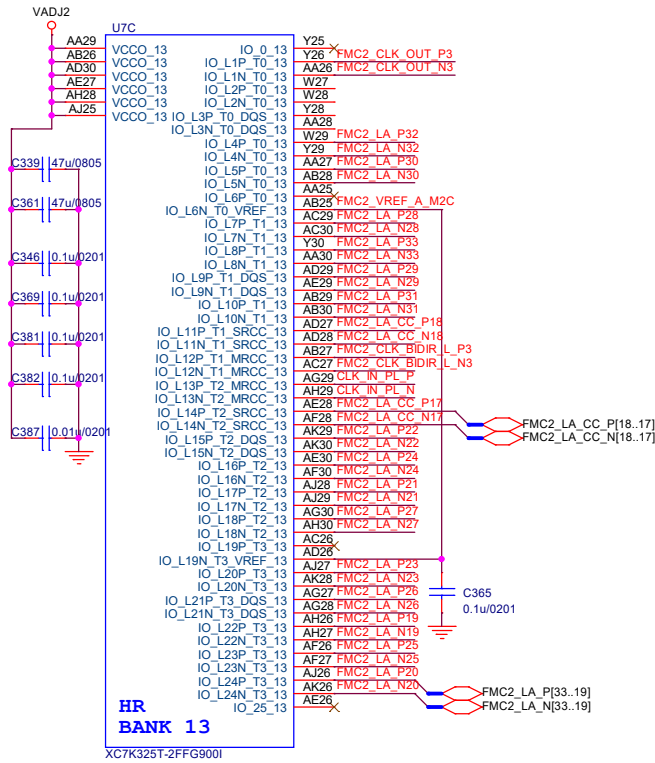 VADJ2
U7C
AA29 VCCO_13 IO_0_13 Y25
AB26 VCCO_13 IO_L1P_T0_13 Y26 FMC2_CLK_OUT_P3
AD30 VCCO_13 IO_L1N_T0_13 AA26 FMC2_CLK_OUT_N3
AE27 VCCO_13 IO_L2P_T0_13 W27
AH28 VCCO_13 IO_L2N_T0_13 W28
AJ25 VCCO_13 IO_L3P_T0_DQS_13 Y28
IO_L3N_T0_DQS_13 AA28
IO_L4P_T0_13 W29 FMC2_LA_P32
IO_L4N_T0_13 Y29 FMC2_LA_N32
C339 47u/0805 IO_L5P_T0_13 AA27 FMC2_LA_P30
IO_L5N_T0_13 AB28 FMC2_LA_N30
IO_L6P_T0_13 AA25
C361 47u/0805 IO_L6N_T0_VREF_13 AB25 FMC2_VREF_A_M2C
IO_L7P_T1_13 AC29 FMC2_LA_P28
IO_L7N_T1_13 AC30 FMC2_LA_N28
IO_L8P_T1_13 Y30 FMC2_LA_P33
C346 0.1u/0201 IO_L8N_T1_13 AA30 FMC2_LA_N33
IO_L9P_T1_DQS_13 AD29 FMC2_LA_P29
IO_L9N_T1_DQS_13 AE29 FMC2_LA_N29
C369 0.1u/0201 IO_L10P_T1_13 AB29 FMC2_LA_P31
IO_L10N_T1_13 AB30 FMC2_LA_N31
IO_L11P_T1_SRCC_13 AD27 FMC2_LA_CC_P18
C381 0.1u/0201 IO_L11N_T1_SRCC_13 AD28 FMC2_LA_CC_N18
IO_L12P_T1_MRCC_13 AB27 FMC2_CLK_BIDIR_L_P3
IO_L12N_T1_MRCC_13 AC27 FMC2_CLK_BIDIR_L_N3
C382 0.1u/0201 IO_L13P_T2_MRCC_13 AG29 CLK_IN_PL_P
IO_L13N_T2_MRCC_13 AH29 CLK_IN_PL_N
IO_L14P_T2_SRCC_13 AE28 FMC2_LA_CC_P17
IO_L14N_T2_SRCC_13 AF28 FMC2_LA_CC_N17 FMC2_LA_CC_P[18..17]
C387 0.01u/0201 IO_L15P_T2_DQS_13 AK29 FMC2_LA_P22 FMC2_LA_CC_N[18..17]
IO_L15N_T2_DQS_13 AK30 FMC2_LA_N22
IO_L16P_T2_13 AE30 FMC2_LA_P24
IO_L16N_T2_13 AF30 FMC2_LA_N24
IO_L17P_T2_13 AJ28 FMC2_LA_P21
IO_L17N_T2_13 AJ29 FMC2_LA_N21
IO_L18P_T2_13 AG30 FMC2_LA_P27
IO_L18N_T2_13 AH30 FMC2_LA_N27
IO_L19P_T3_13 AC26
IO_L19N_T3_VREF_13 AD26
IO_L20P_T3_13 AJ27 FMC2_LA_P23
IO_L20N_T3_13 AK28 FMC2_LA_N23
IO_L21P_T3_DQS_13 AG27 FMC2_LA_P26 C365
IO_L21N_T3_DQS_13 AG28 FMC2_LA_N26 0.1u/0201
IO_L22P_T3_13 AH26 FMC2_LA_P19
IO_L22N_T3_13 AH27 FMC2_LA_N19
IO_L23P_T3_13 AF26 FMC2_LA_P25
IO_L23N_T3_13 AF27 FMC2_LA_N25
IO_L24P_T3_13 AJ26 FMC2_LA_P20
IO_L24N_T3_13 AK26 FMC2_LA_N20 FMC2_LA_P[33..19]
IO_25_13 AE26 FMC2_LA_N[33..19]
HR
BANK 13
XC7K325T-2FFG900I